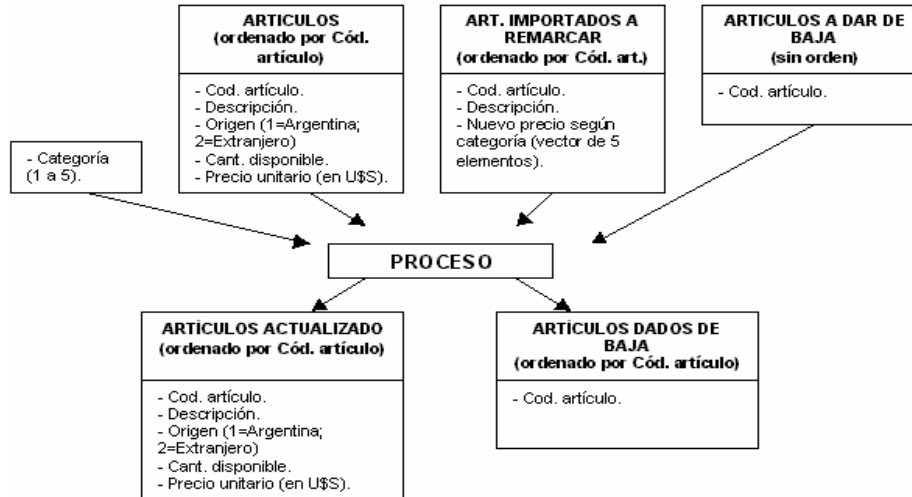 ARTICULOS
(ordenado por Cód.
artículo)
- Cod. artículo.
- Descripción.
- Origen (1=Argentina;
2=Extranjero)
- Cant. disponible.
- Precio unitario (en U$S).
ART. IMPORTADOS A
REMARCAR
(ordenado por Cód. art.)
- Cod. artículo.
- Descripción.
- Nuevo precio según
categoría (vector de 5
elementos).
ARTICULOS A DAR DE
BAJA
(sin orden)
- Cod. artículo.
- Categoría
(1 a 5).
PROCESO
ARTÍCULOS ACTUALIZADO
(ordenado por Cód. artículo)
- Cod. artículo.
- Descripción.
- Origen (1=Argentina;
2=Extranjero)
- Cant. disponible.
- Precio unitario (en U$S).
ARTÍCULOS DADOS DE
BAJA
(ordenado por Cód. artículo)
- Cod. artículo.